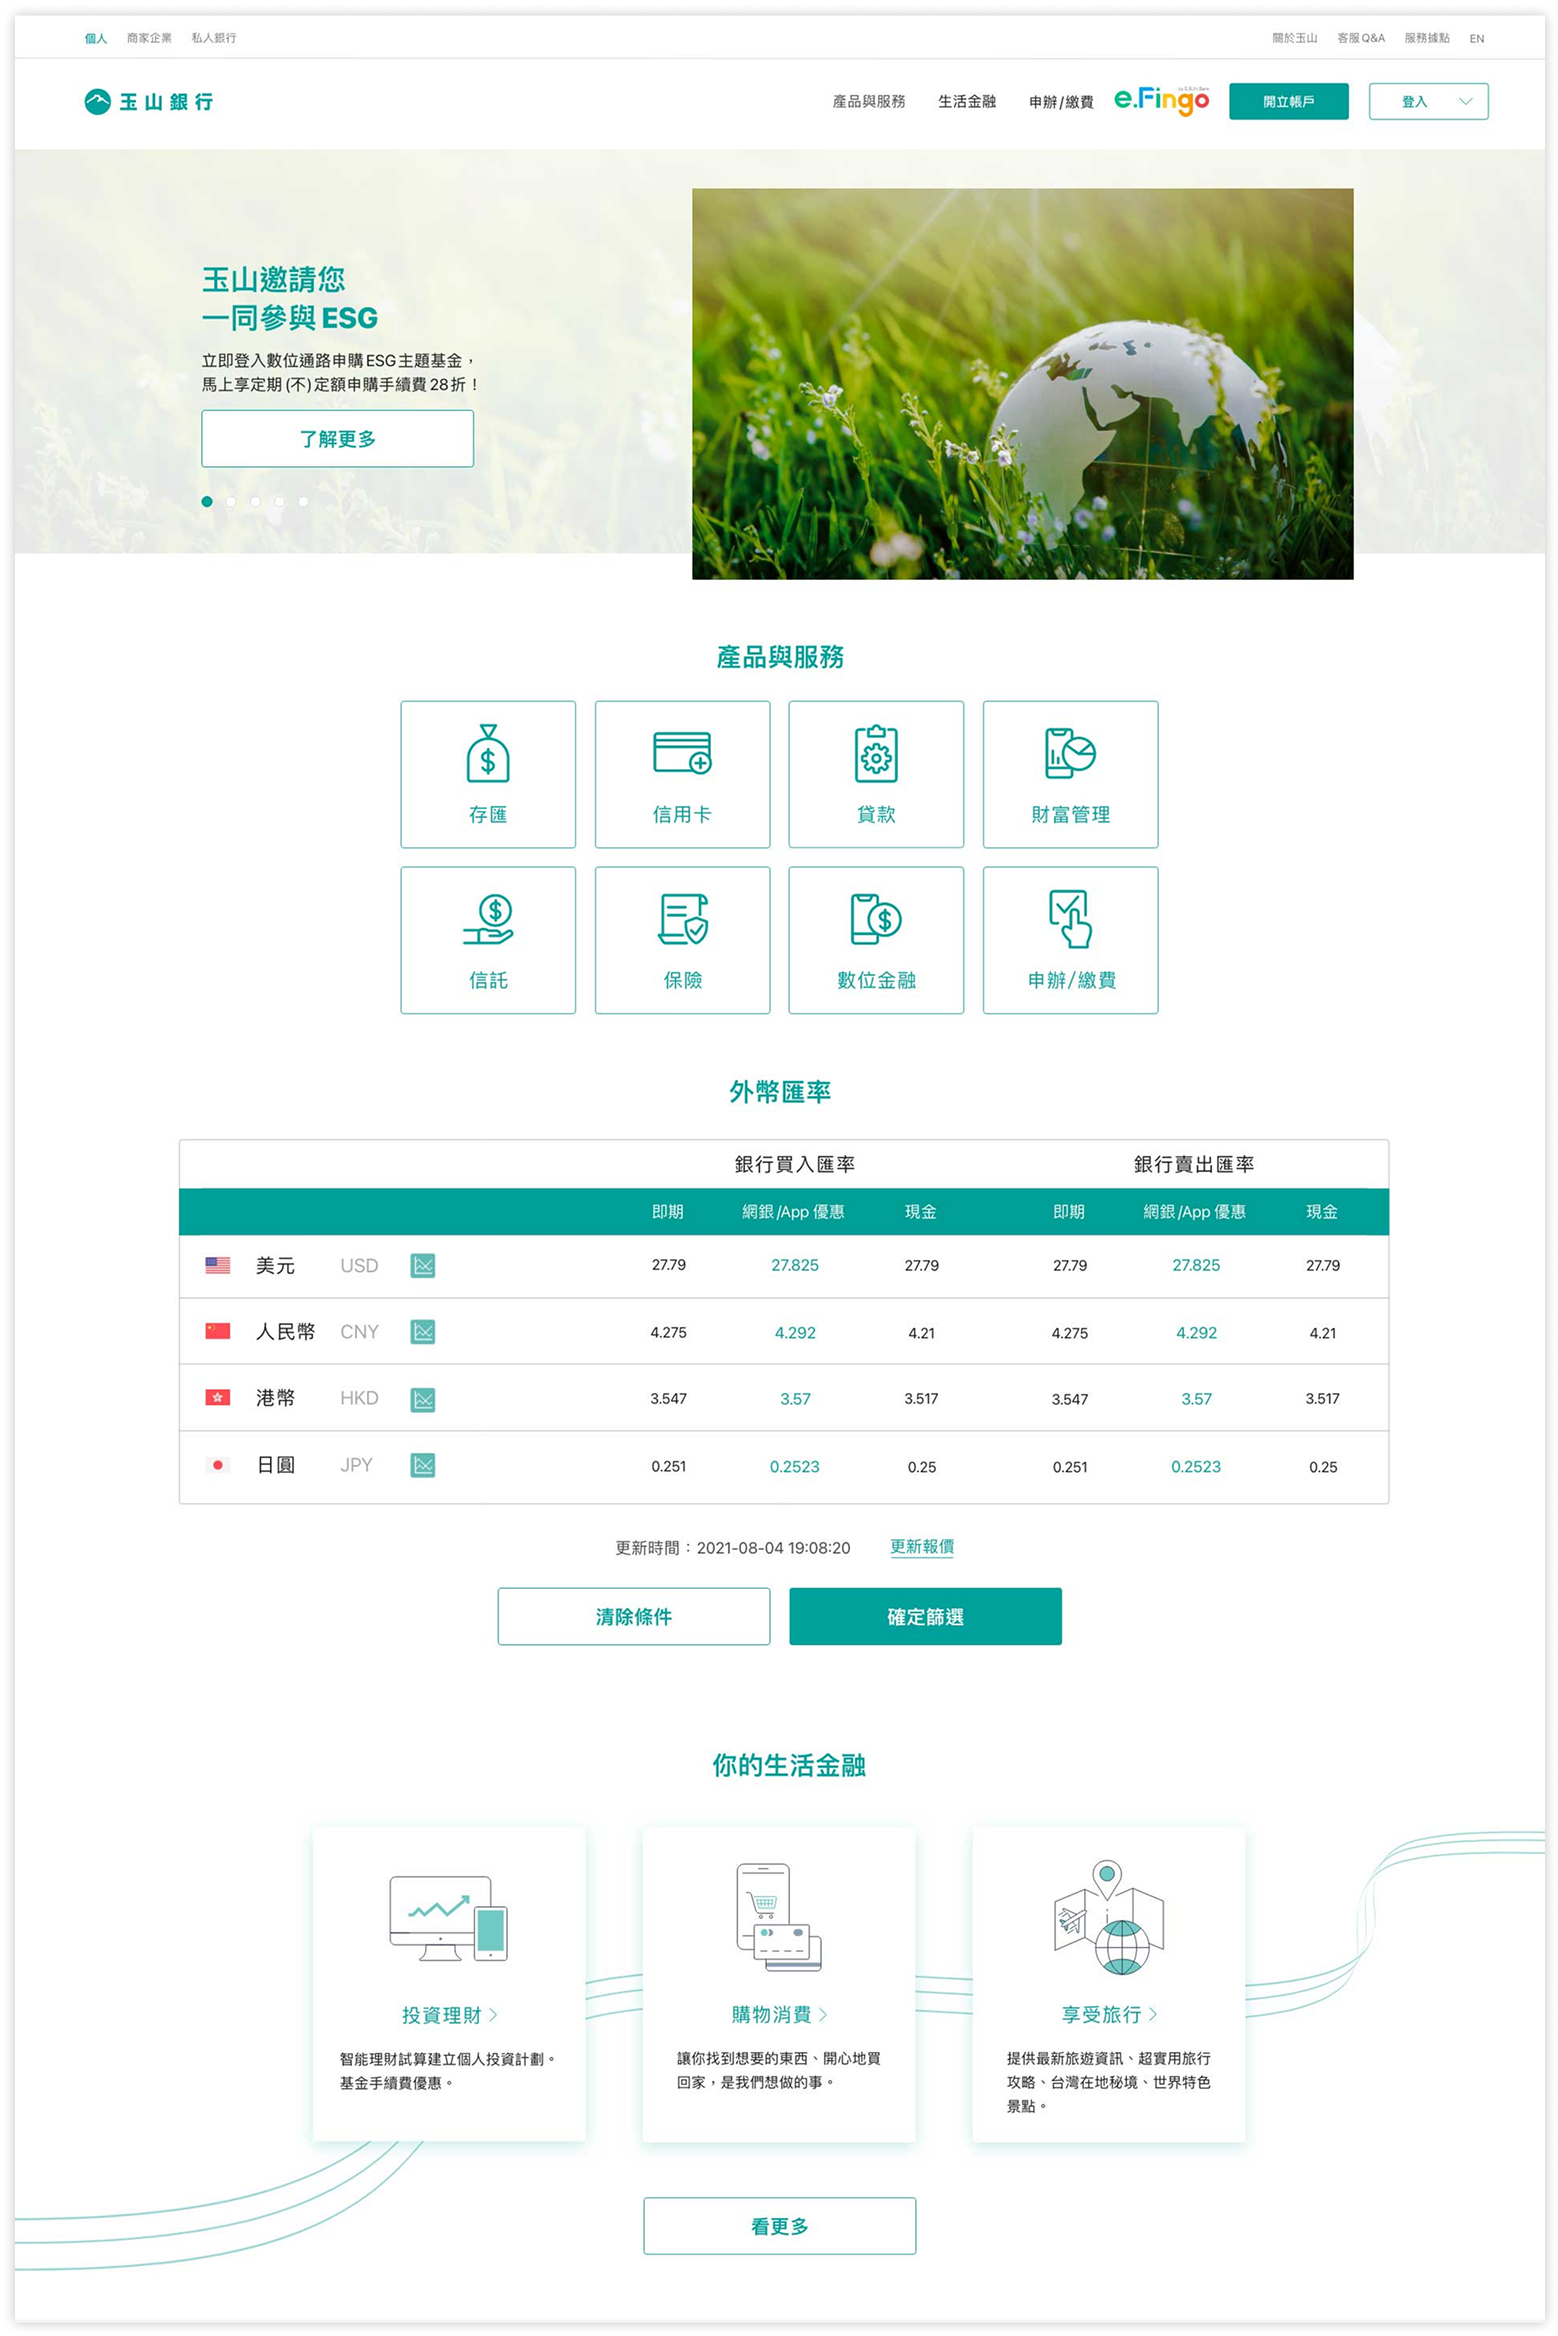 個人 商家企業 私人銀行 關於玉山 客服Q&A 服務據點 EN
玉山銀行 產品與服務 生活金融 申辦/繳費 e.Fingo 開立帳戶 登入
玉山邀請您
一同參與ESG
立即登入數位通路申購ESG主題基金，
馬上享定期(不)定額申購手續費28折！
了解更多
產品與服務
存匯 信用卡 貸款 財富管理
信託 保險 數位金融 申辦/繳費
外幣匯率
銀行買入匯率 銀行賣出匯率
即期 網銀/App 優惠 現金 即期 網銀/App 優惠 現金
美元 USD 27.79 27.825 27.79 27.79 27.825 27.79
人民幣 CNY 4.275 4.292 4.21 4.275 4.292 4.21
港幣 HKD 3.547 3.57 3.517 3.547 3.57 3.517
日圓 JPY 0.251 0.2523 0.25 0.251 0.2523 0.25
更新時間：2021-08-04 19:08:20 更新報價
清除條件 確定篩選
你的生活金融
投資理財
智能理財試算建立個人投資計劃。
基金手續費優惠。
購物消費
讓你找到想要的東西、開心地買
回家，是我們想做的事。
享受旅行
提供最新旅遊資訊、超實用旅行
攻略、台灣在地秘境、世界特色
景點。
看更多